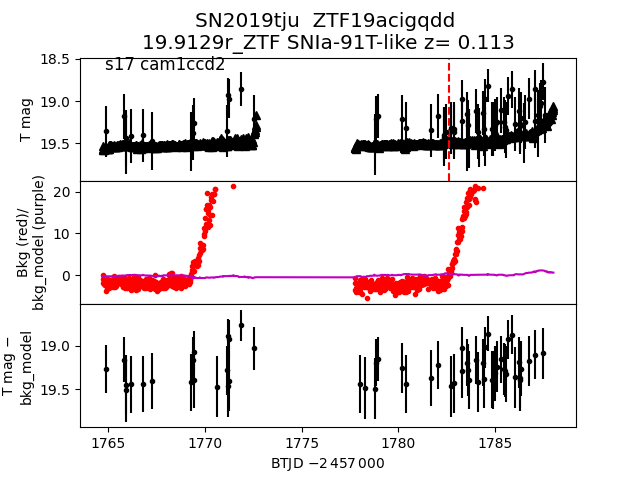 SN2019tju ZTF19acigqdd
19.9129r_ZTF SNIa-91T-like z= 0.113
s17 cam1ccd2
18.5
19.0
19.5
T mag
20
10
0
Bkg (red)/
bkg_model (purple)
19.0
19.5
T mag −
bkg_model
1765
1770
1775
1780
1785
BTJD −2 457 000